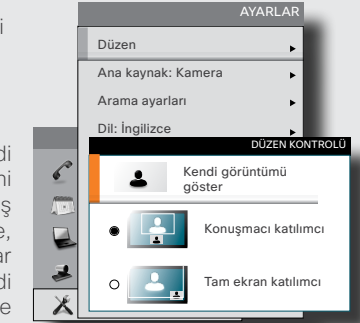 AYARLAR
Düzen
Ana kaynak: Kamera
Arama ayarları
Dil: İngilizce
DÜZEN KONTROLÜ
Kendi görüntümü
göster
Konuşmacı katılımcı
Tam ekran katılımcı